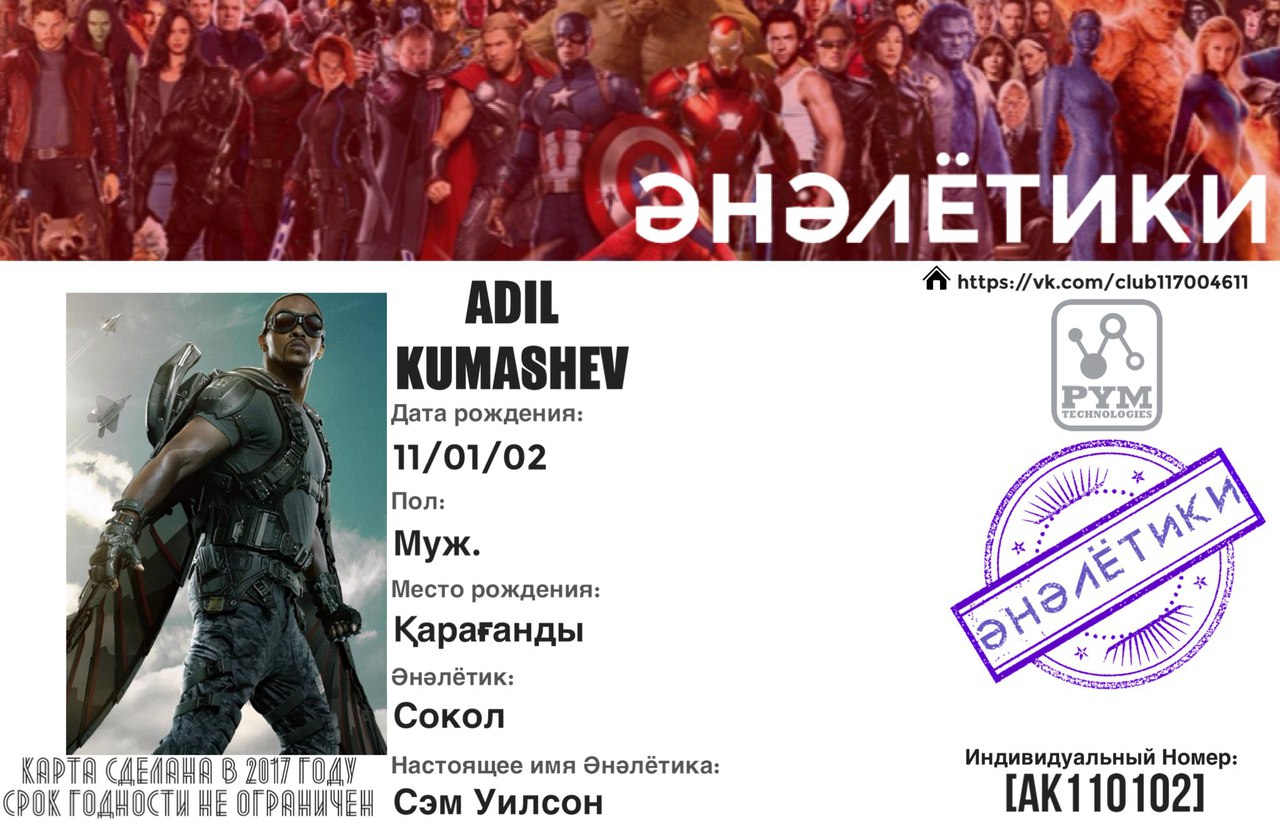 ӘНӘЛЁТИКИ
https://vk.com/club117004611
ADIL
KUMASHEV
Дата рождения:
11/01/02
Пол:
Муж.
Место рождения:
Қарағанды
Әнәлётик:
Сокол
Настоящее имя Әнәлётика:
Сэм Уилсон
КАРТА СДЕЛАНА В 2017 ГОДУ
СРОК ГОДНОСТИ НЕ ОГРАНИЧЕН
PYM
TECHNOLOGIES
ӘНӘЛЁТИКИ
Индивидуальный Номер:
[AK110102]